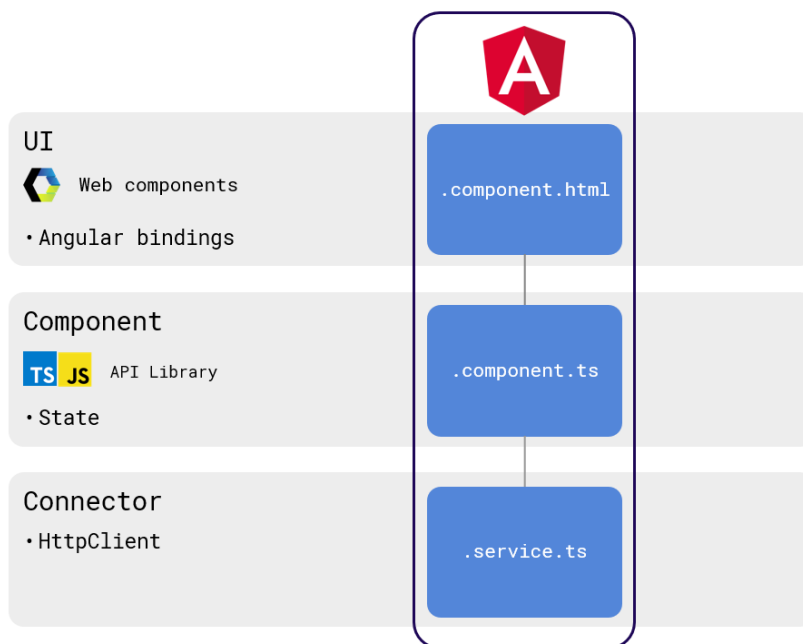 UI
Web components
• Angular bindings
.component.html
Component
TS JS API Library
• State
.component.ts
Connector
• HttpClient
.service.ts
A